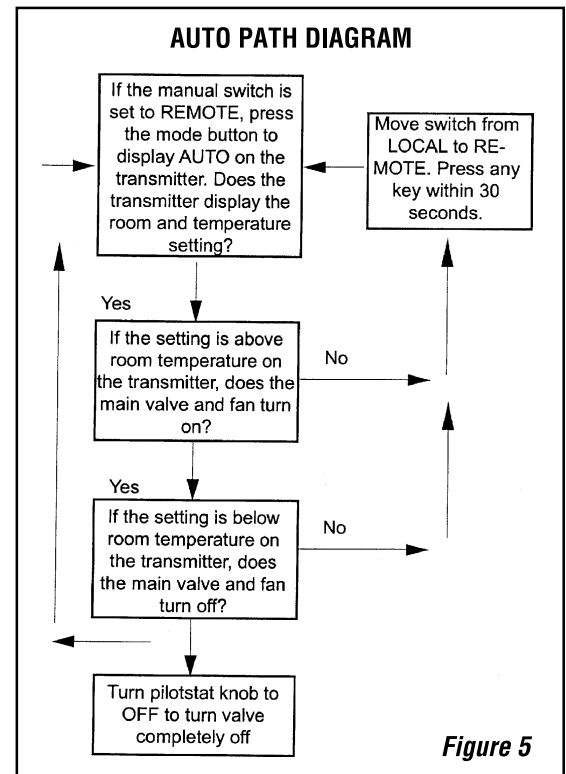 AUTO PATH DIAGRAM
If the manual switch is
set to REMOTE, press
the mode button to
display AUTO on the
transmitter. Does the
transmitter display the
room and temperature
setting?
Move switch from
LOCAL to RE-
MOTE. Press any
key within 30
seconds.
Yes
If the setting is above
room temperature on
the transmitter, does the
main valve and fan turn
on?
No
Yes
If the setting is below
room temperature on
the transmitter, does
the main valve and fan
turn off?
No
Turn pilotstat knob to
OFF to turn valve
completely off
Figure 5